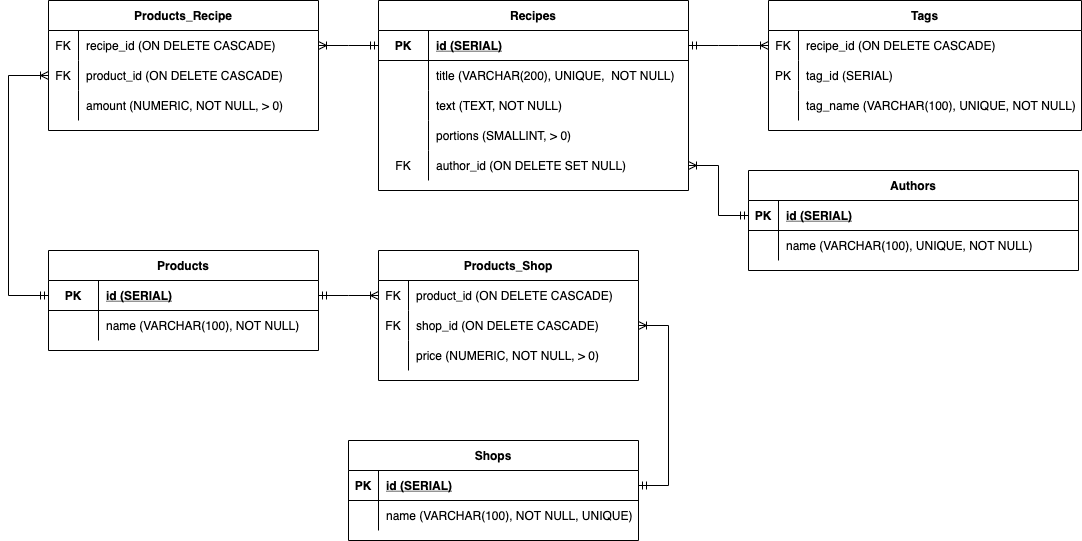 Products_Recipe
FK recipe_id (ON DELETE CASCADE)
FK product_id (ON DELETE CASCADE)
amount (NUMERIC, NOT NULL, > 0)
Recipes
PK id (SERIAL)
title (VARCHAR(200), UNIQUE, NOT NULL)
text (TEXT, NOT NULL)
portions (SMALLINT, > 0)
FK author_id (ON DELETE SET NULL)
Tags
FK recipe_id (ON DELETE CASCADE)
PK tag_id (SERIAL)
tag_name (VARCHAR(100), UNIQUE, NOT NULL)
Authors
PK id (SERIAL)
name (VARCHAR(100), UNIQUE, NOT NULL)
Products
PK id (SERIAL)
name (VARCHAR(100), NOT NULL)
Products_Shop
FK product_id (ON DELETE CASCADE)
FK shop_id (ON DELETE CASCADE)
price (NUMERIC, NOT NULL, > 0)
Shops
PK id (SERIAL)
name (VARCHAR(100), NOT NULL, UNIQUE)